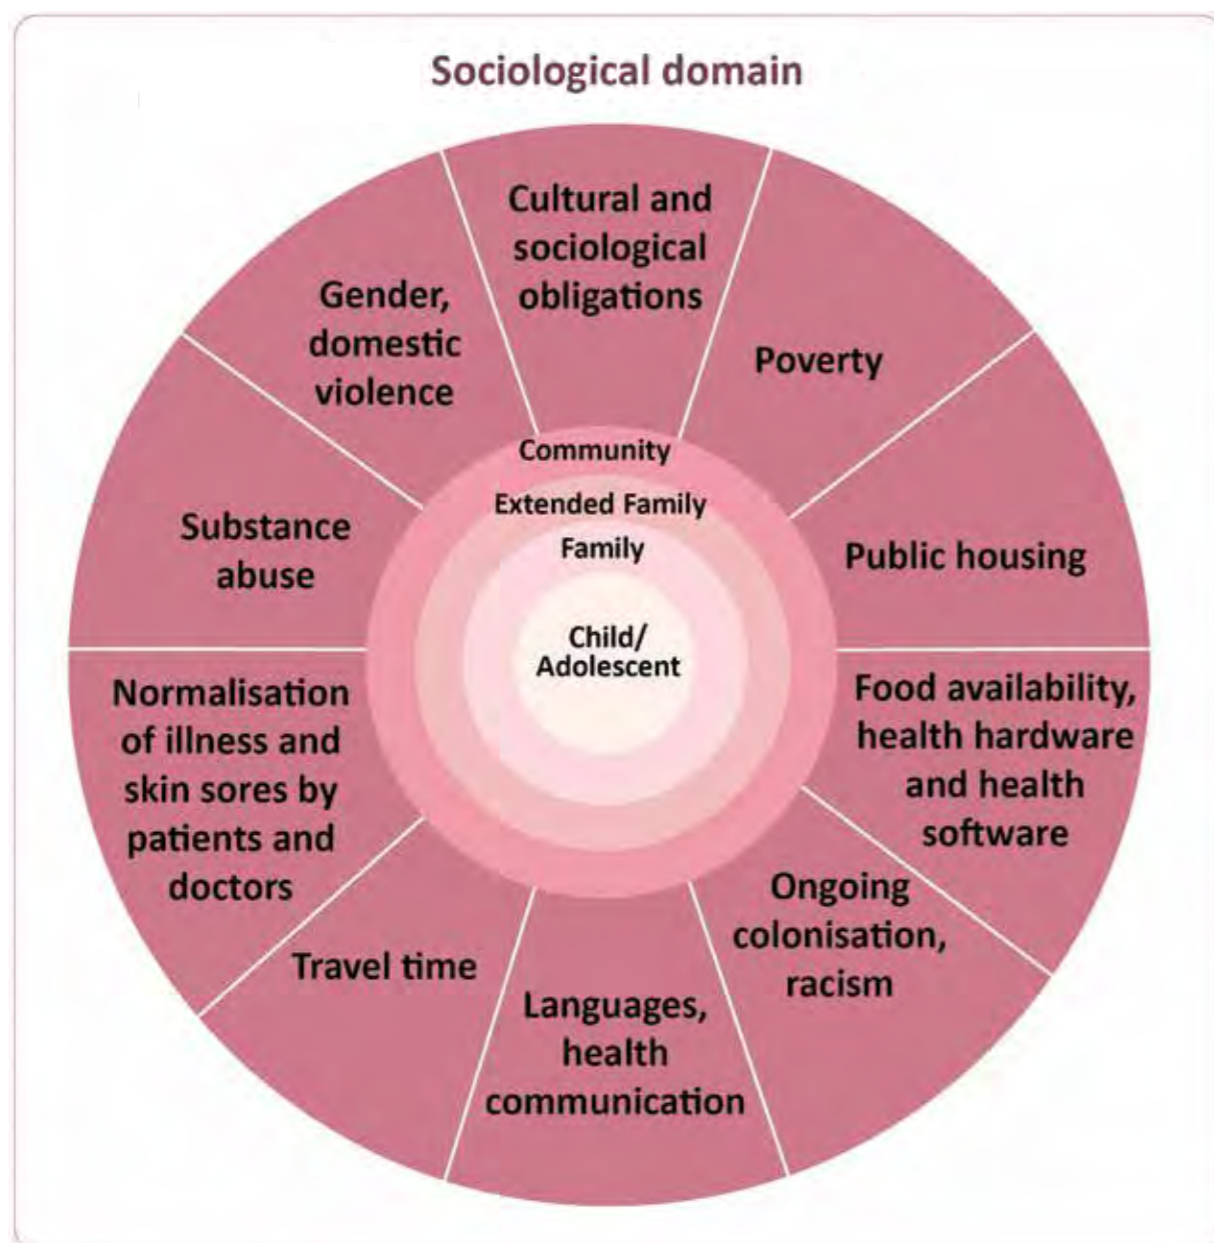 Sociological domain
Cultural and
sociological
obligations
Poverty
Public housing
Food availability,
health hardware
and health
software
Ongoing
colonisation,
racism
Languages,
health
communication
Travel time
Normalisation
of illness and
skin sores by
patients and
doctors
Substance
abuse
Gender,
domestic
violence
Community
Extended Family
Family
Child/
Adolescent